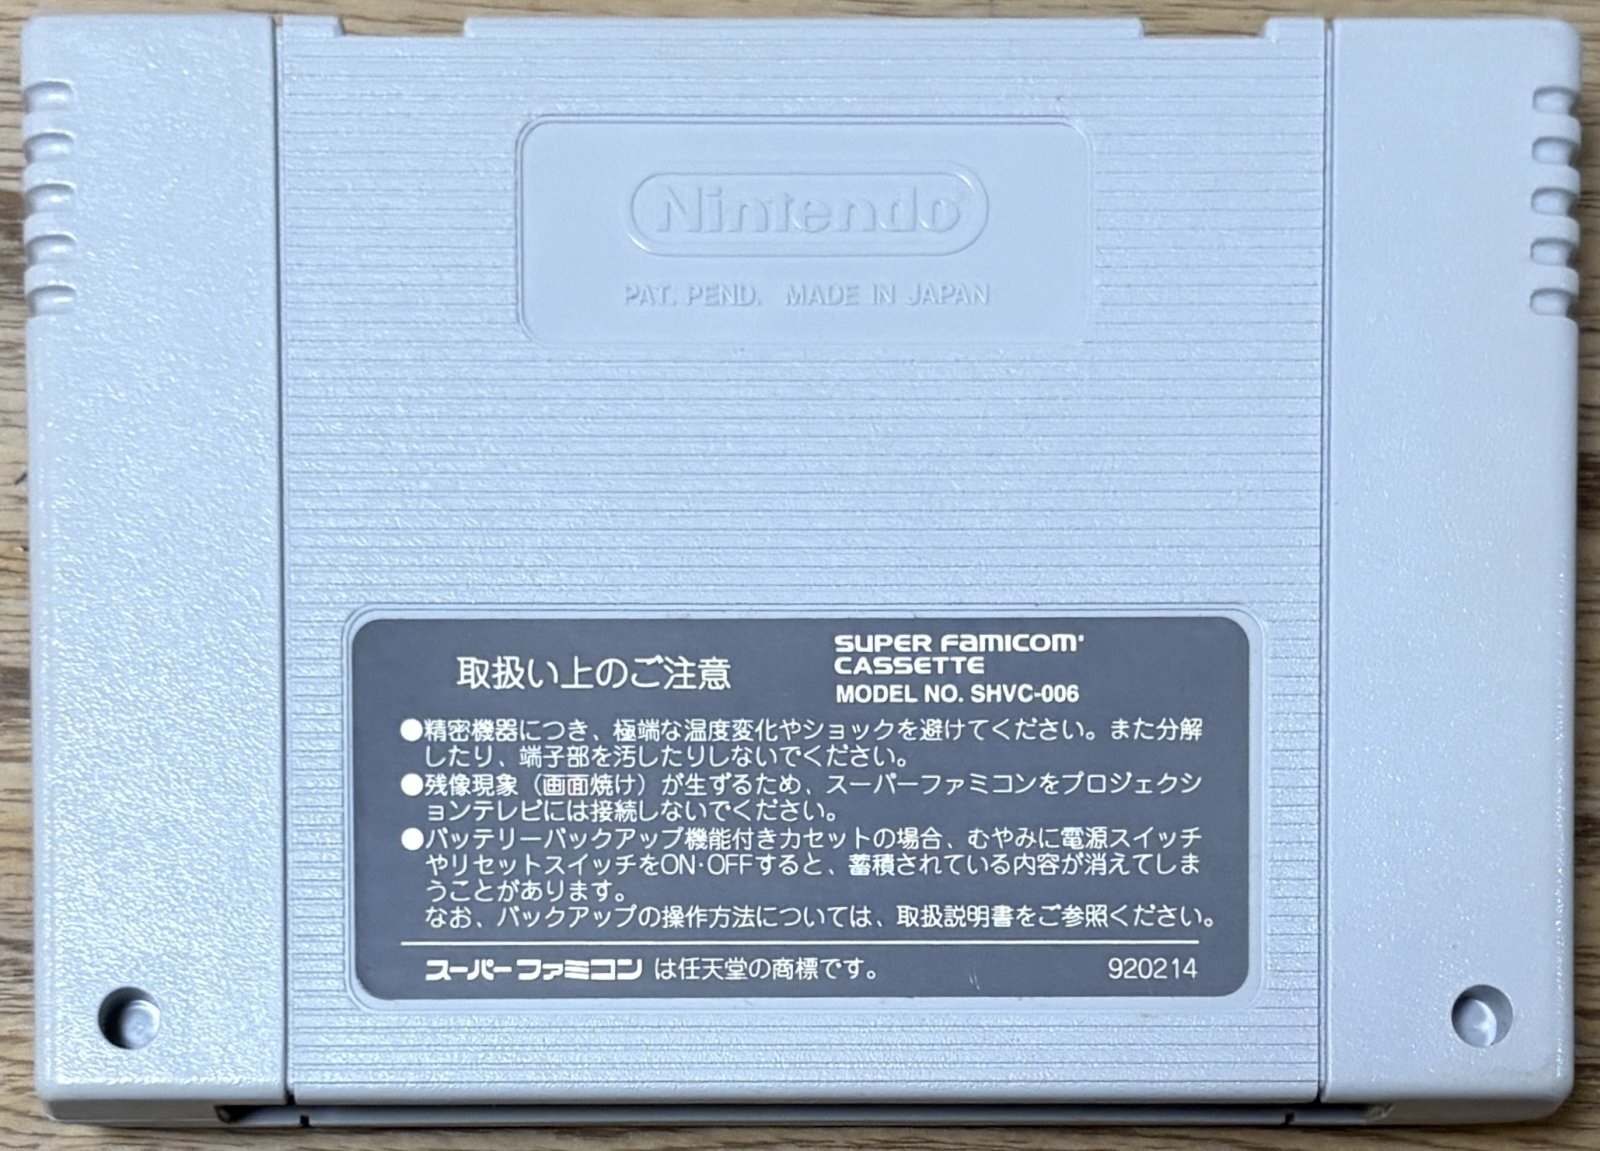 Nintendo
PAT. PEND. MADE IN JAPAN
取扱い上のご注意
SUPER FAMICOM
CASSETTE
MODEL NO. SHVC-006
●精密機器につき、極端な温度変化やショックを避けてください。また分解
したり、端子部を汚したりしないでください。
●残像現象（画面焼け）が生ずるため、スーパーファミコンをプロジェクシ
ョンテレビには接続しないでください。
●バッテリーバックアップ機能付きカセットの場合、むやみに電源スイッチ
やリセットスイッチをON·OFFすると、蓄積されている内容が消えてしま
うことがあります。
なお、バックアップの操作方法については、取扱説明書をご参照ください。
スーパーファミコン は任天堂の商標です。
920214